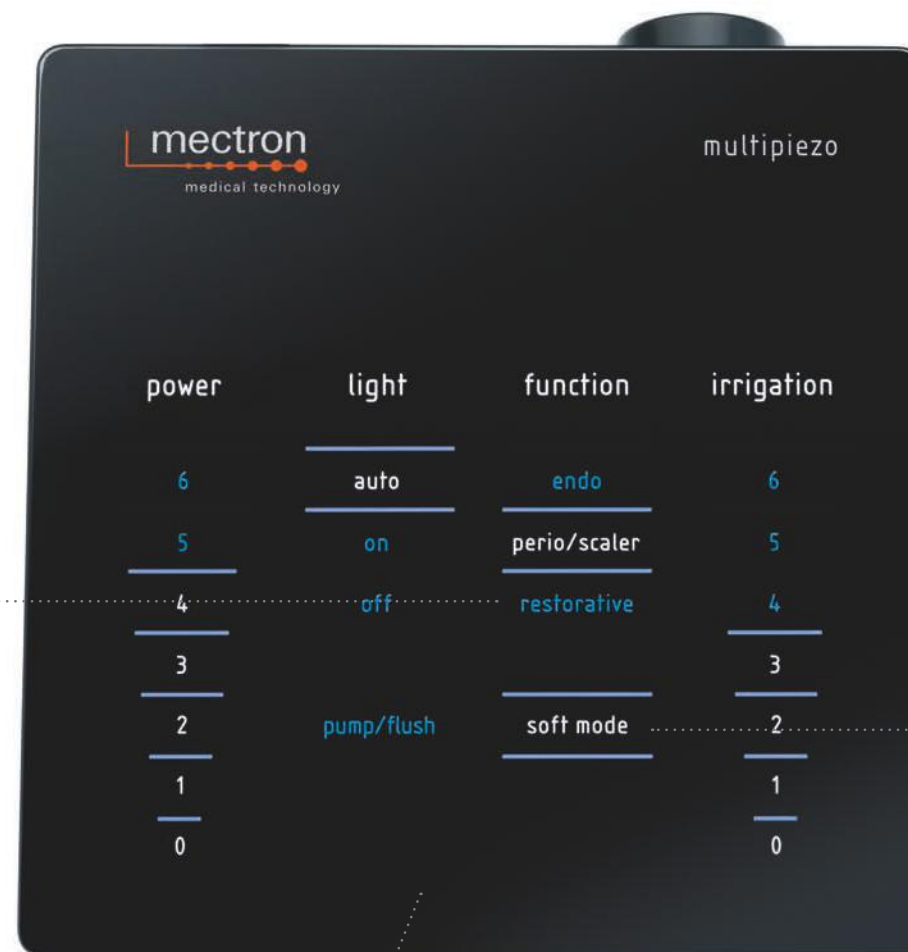 mectron
multipiezo
medical technology
power light function irrigation
6 auto endo 6
5 on perio/scaler 5
4 off restorative 4
3 3
2 pump/flush soft mode 2
1 1
0 0